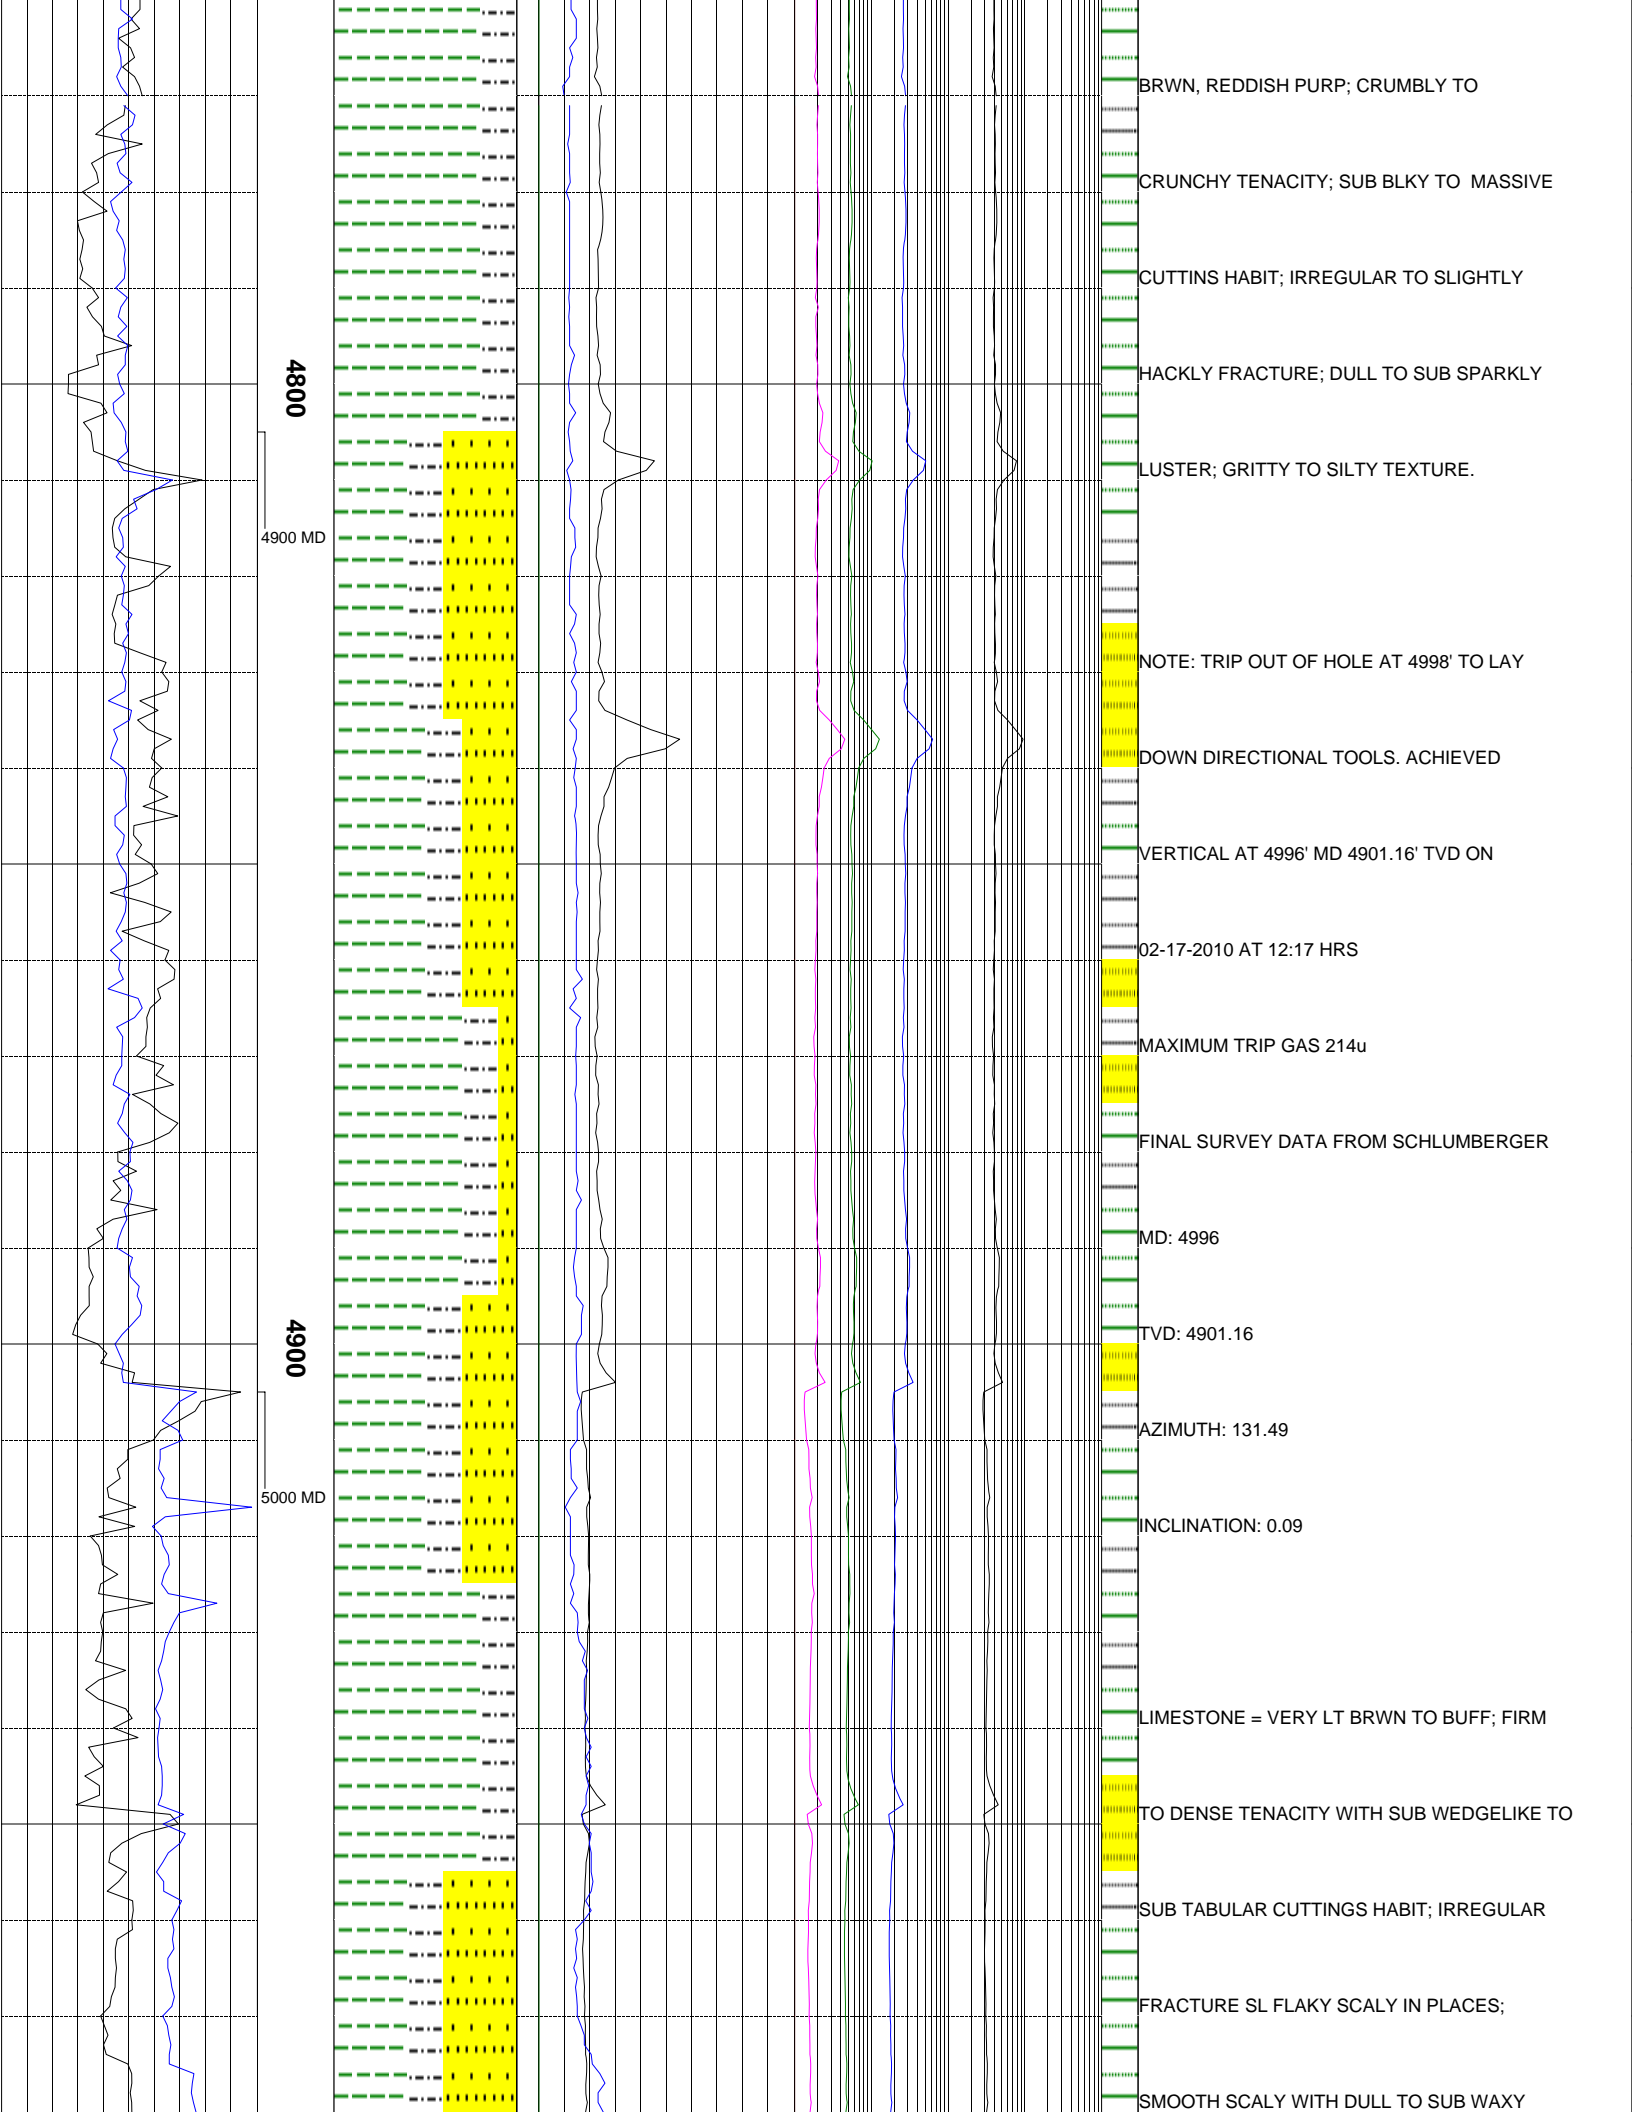 BRWN, REDDISH PURP; CRUMBLY TO
CRUNCHY TENACITY; SUB BLKY TO  MASSIVE
CUTTINS HABIT; IRREGULAR TO SLIGHTLY
4800
HACKLY FRACTURE; DULL TO SUB SPARKLY
LUSTER; GRITTY TO SILTY TEXTURE.
4900 MD
NOTE: TRIP OUT OF HOLE AT 4998' TO LAY
DOWN DIRECTIONAL TOOLS. ACHIEVED
VERTICAL AT 4996' MD 4901.16' TVD ON
02-17-2010 AT 12:17 HRS
MAXIMUM TRIP GAS 214u
FINAL SURVEY DATA FROM SCHLUMBERGER
MD: 4996
4900
TVD: 4901.16
AZIMUTH: 131.49
5000 MD
INCLINATION: 0.09
LIMESTONE = VERY LT BRWN TO BUFF; FIRM
TO DENSE TENACITY WITH SUB WEDGELIKE TO
SUB TABULAR CUTTINGS HABIT; IRREGULAR
FRACTURE SL FLAKY SCALY IN PLACES;
SMOOTH SCALY WITH DULL TO SUB WAXY